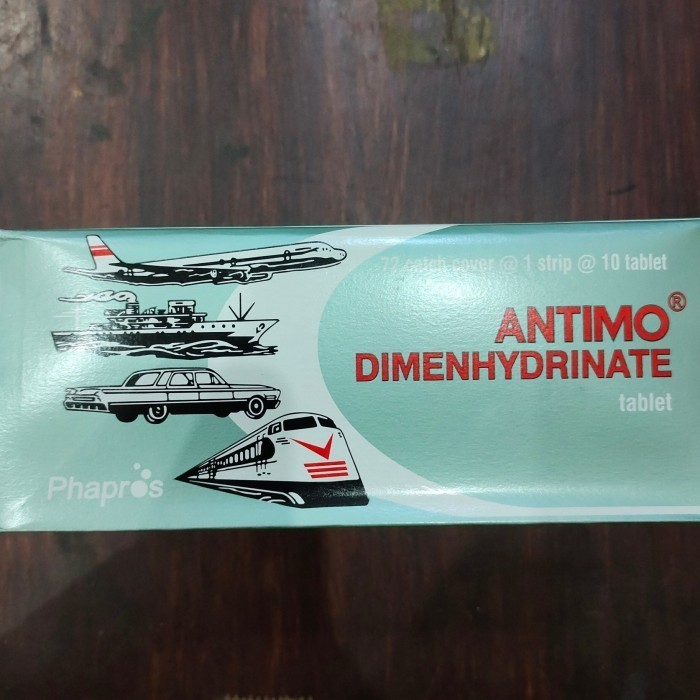 72 catch cover @ 1 strip @ 10 tablet
ANTIMO®
DIMENHYDRINATE
tablet
Phapros